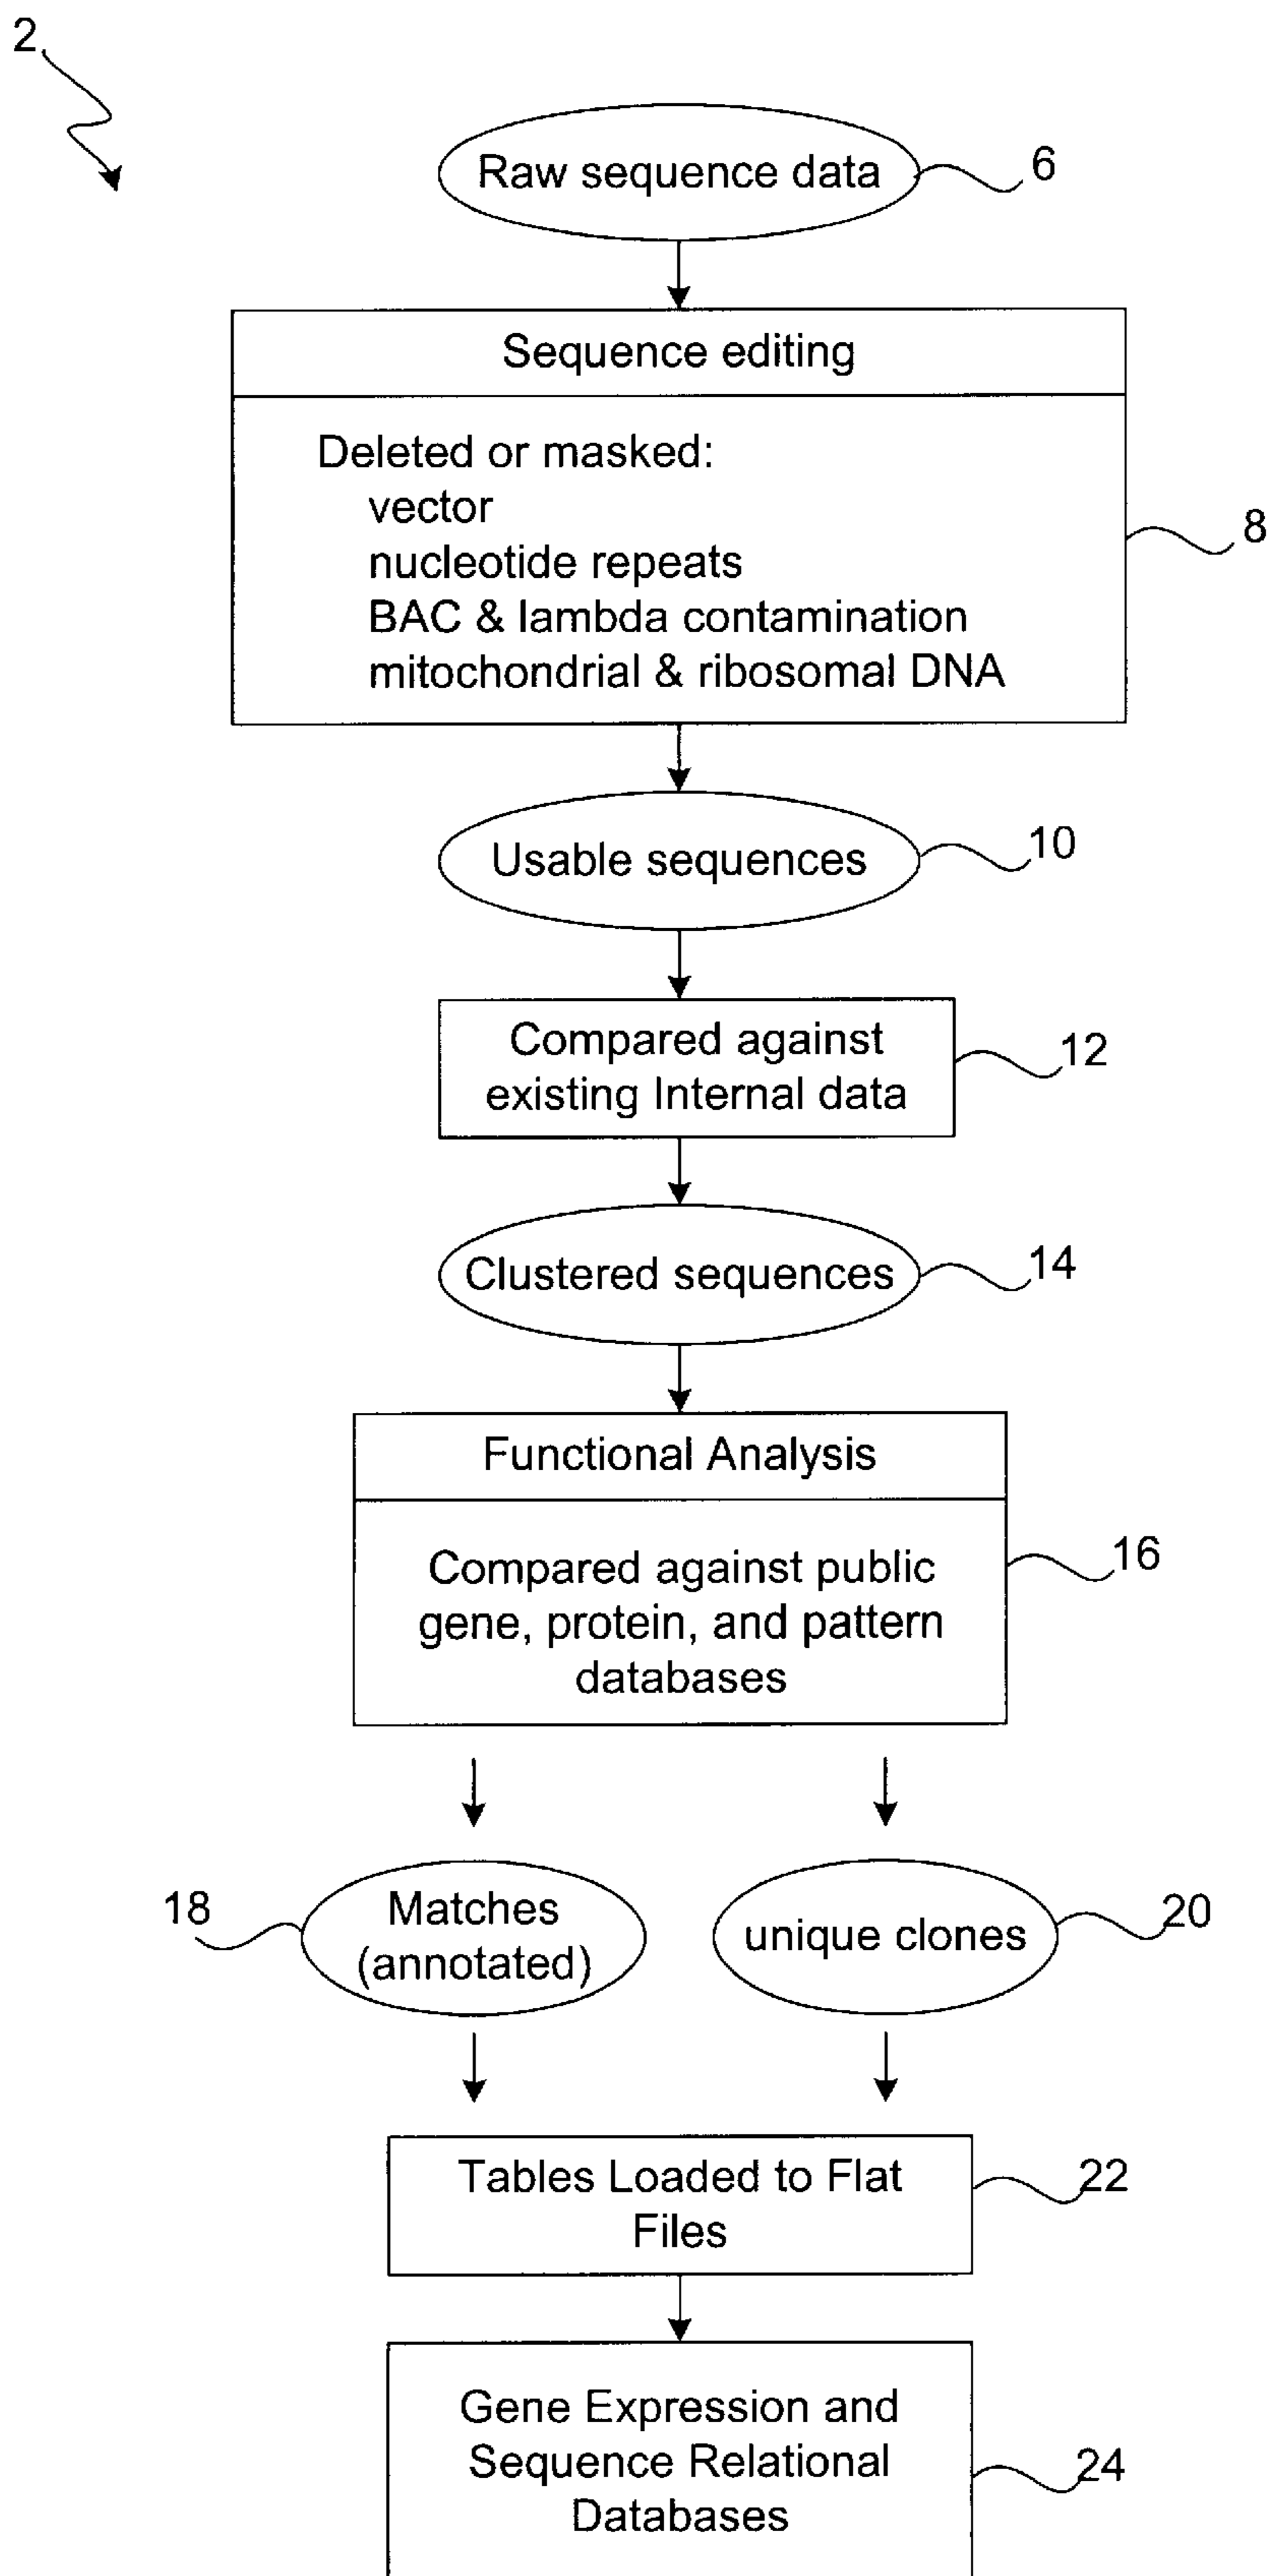 2
Raw sequence data
6
Sequence editing
Deleted or masked:
vector
nucleotide repeats
BAC & lambda contamination
mitochondrial & ribosomal DNA
8
Usable sequences
10
Compared against
existing Internal data
12
Clustered sequences
14
Functional Analysis
Compared against public
gene, protein, and pattern
databases
16
18
Matches
(annotated)
unique clones
20
Tables Loaded to Flat
Files
22
Gene Expression and
Sequence Relational
Databases
24